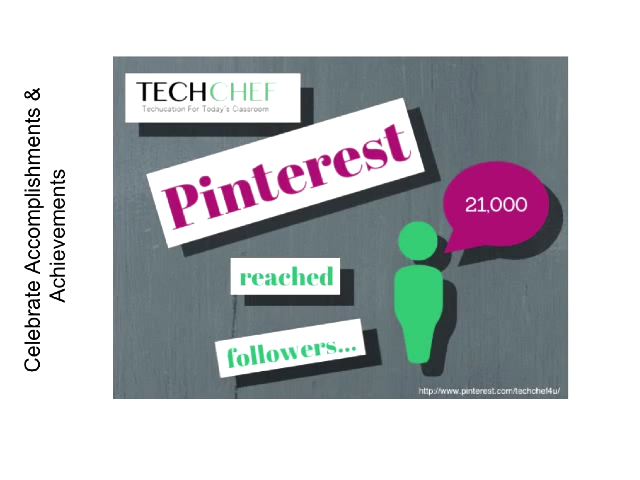 Celebrate Accomplishments &
Achievements
TECHCHEF
Techucation For Today's Classroom
Pinterest
21,000
reached
followers...
http://www.pinterest.com/techchef4u/